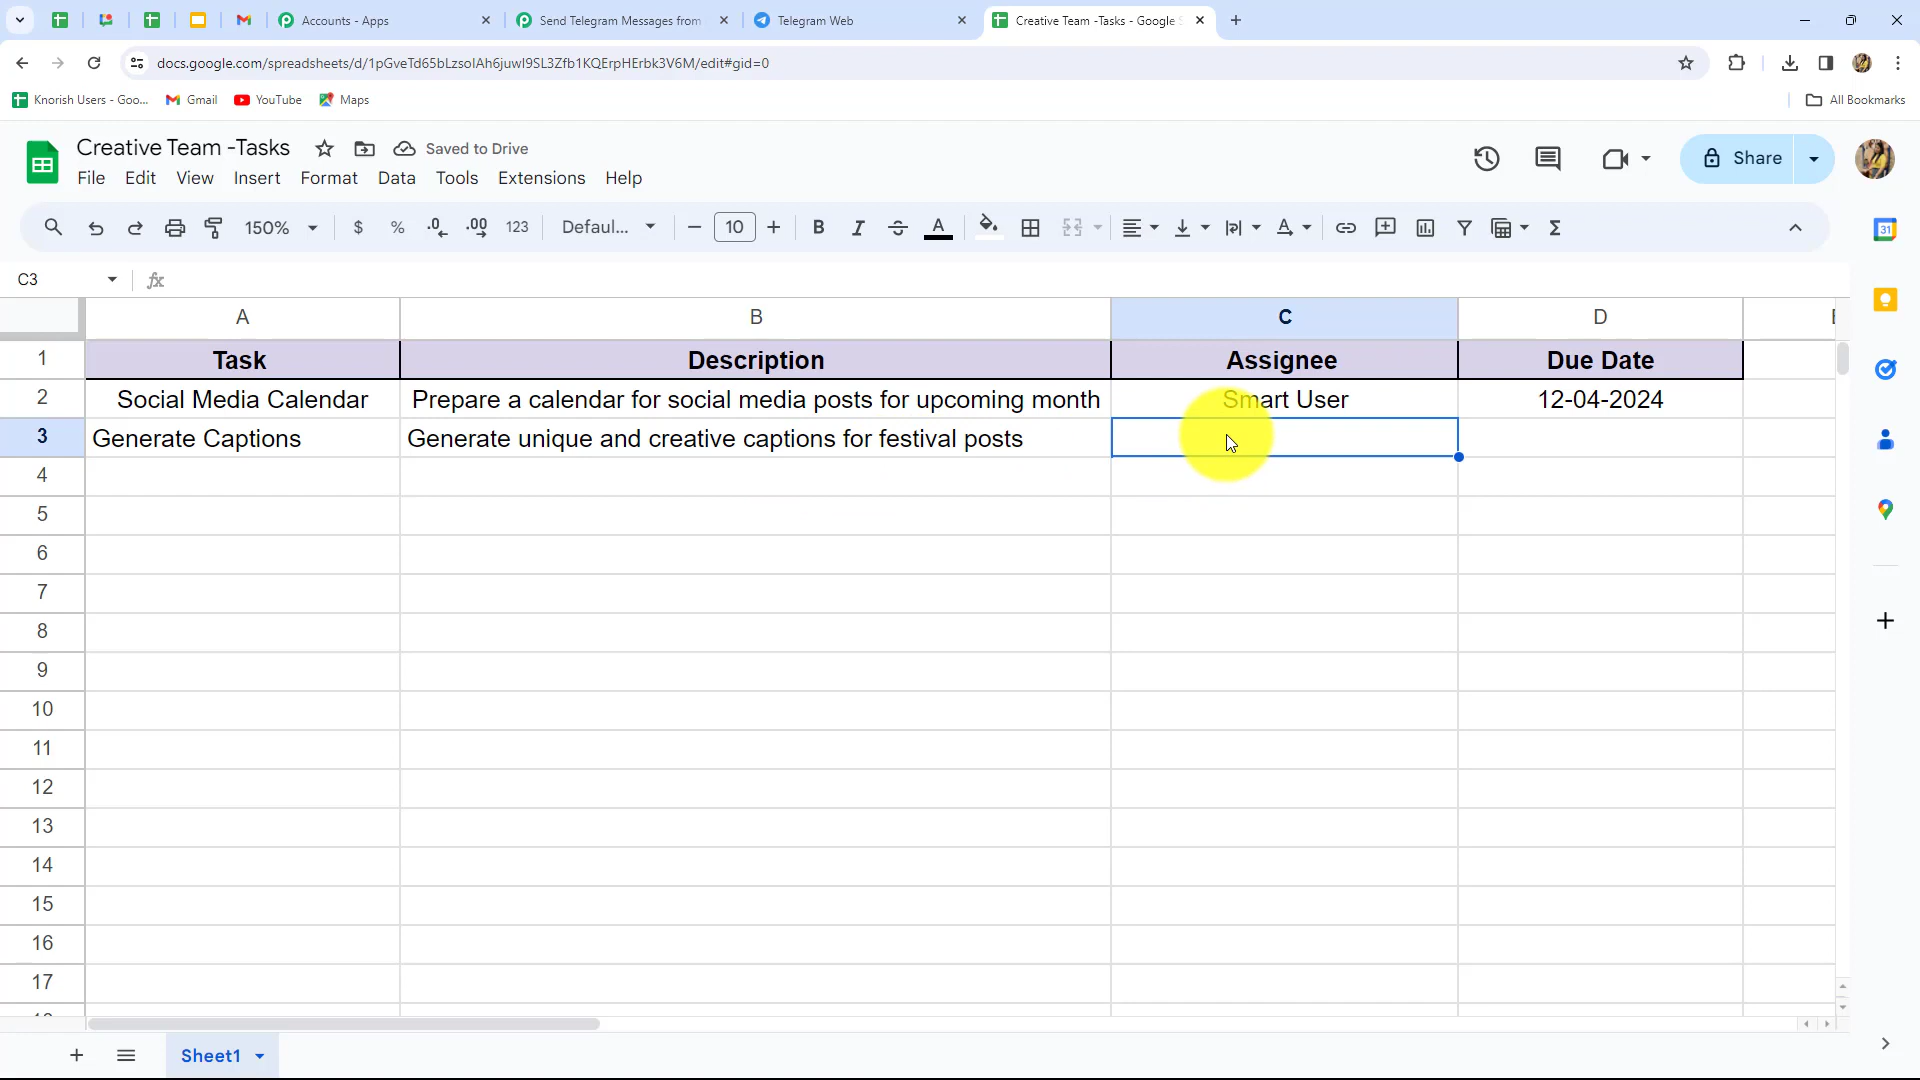 Accounts - Apps
Send Telegram Messages from
Telegram Web
Creative Team -Tasks - Google S
docs.google.com/spreadsheets/d/1pGveTd65bLzsolAh6juwI9SL3Zfb1KQErpHErbk3V6M/edit#gid=0
Knorish Users - Goo...
Gmail
YouTube
Maps
All Bookmarks
Creative Team -Tasks
Saved to Drive
File Edit View Insert Format Data Tools Extensions Help
Share
150% $ % .0 .00 123 Defaul... 10 B I A
31
C3
fx
A B C D
1 Task Description Assignee Due Date
2 Social Media Calendar Prepare a calendar for social media posts for upcoming month Smart User 12-04-2024
3 Generate Captions Generate unique and creative captions for festival posts
4
5
6
7
8
9
10
11
12
13
14
15
16
17
Sheet1